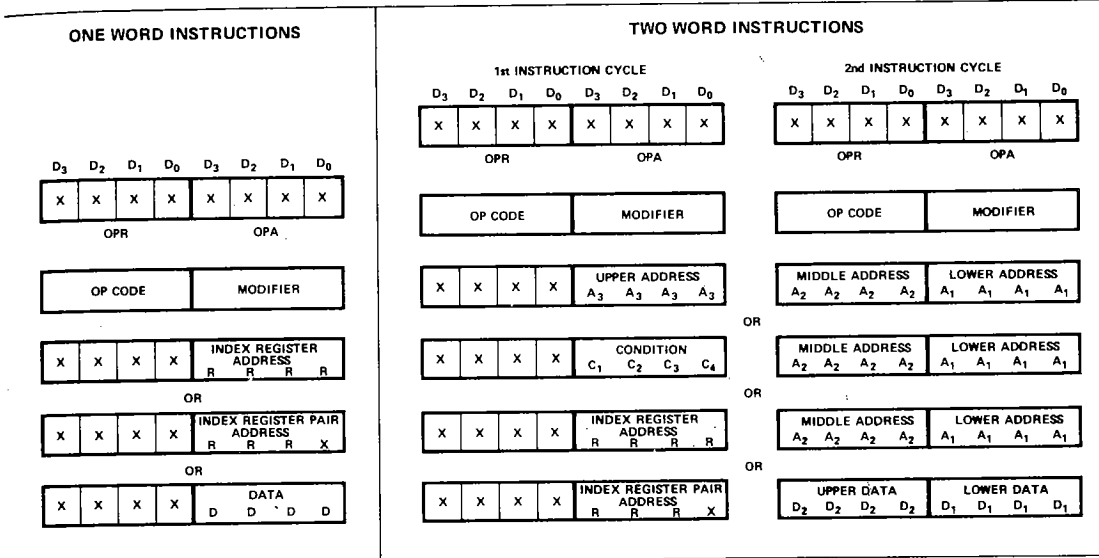 ONE WORD INSTRUCTIONS
D3 D2 D1 D0 D3 D2 D1 D0
X X X X X X X X
OPR OPA
OP CODE MODIFIER
X X X X INDEX REGISTER
ADDRESS
R R R R
OR
X X X X INDEX REGISTER PAIR
ADDRESS
R R R X
OR
X X X X DATA
D D D D
TWO WORD INSTRUCTIONS
1st INSTRUCTION CYCLE 2nd INSTRUCTION CYCLE
D3 D2 D1 D0 D3 D2 D1 D0 D3 D2 D1 D0 D3 D2 D1 D0
X X X X X X X X X X X X X X X X
OPR OPA OPR OPA
OP CODE MODIFIER OP CODE MODIFIER
X X X X UPPER ADDRESS MIDDLE ADDRESS LOWER ADDRESS
A3 A3 A3 A3 A2 A2 A2 A2 A1 A1 A1 A1
OR
X X X X CONDITION MIDDLE ADDRESS LOWER ADDRESS
C1 C2 C3 C4 A2 A2 A2 A2 A1 A1 A1 A1
OR
X X X X INDEX REGISTER MIDDLE ADDRESS LOWER ADDRESS
ADDRESS
R R R R A2 A2 A2 A2 A1 A1 A1 A1
OR
X X X X INDEX REGISTER PAIR UPPER DATA LOWER DATA
ADDRESS
R R R X D2 D2 D2 D2 D1 D1 D1 D1